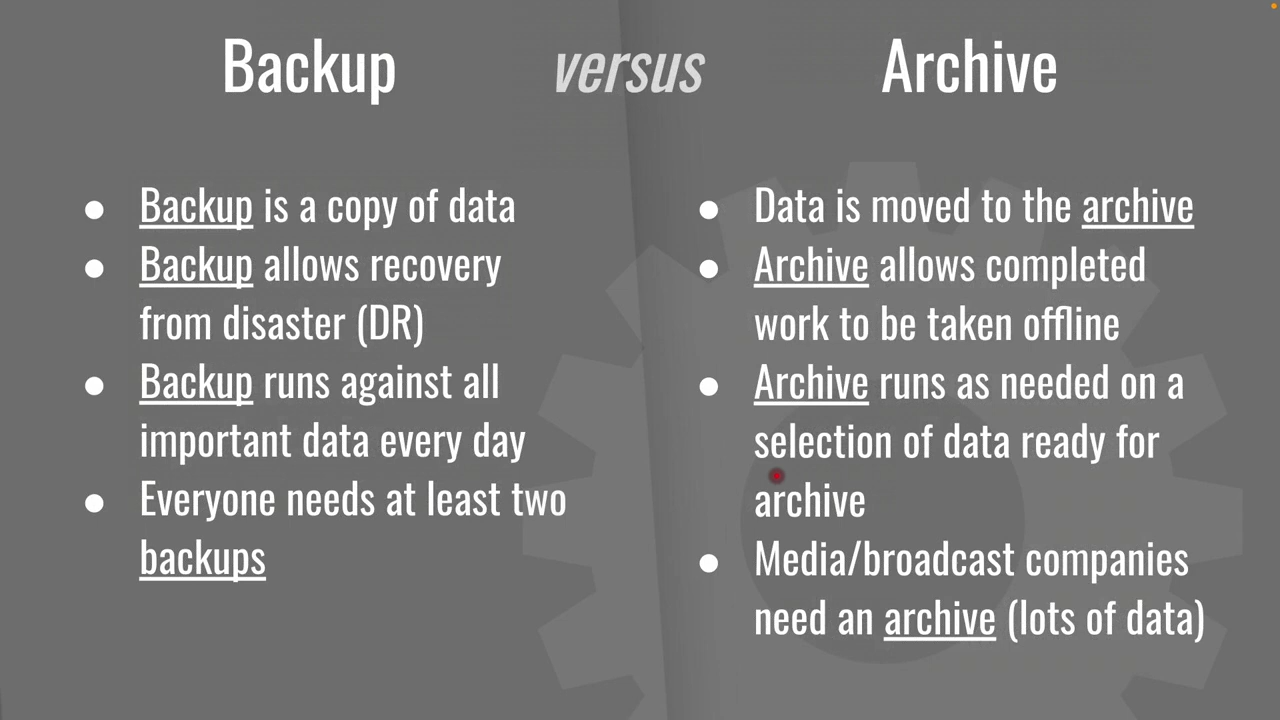 Backup versus Archive
● Backup is a copy of data
● Backup allows recovery
from disaster (DR)
● Backup runs against all
important data every day
● Everyone needs at least two
backups
● Data is moved to the archive
● Archive allows completed
work to be taken offline
● Archive runs as needed on a
selection of data ready for
archive
● Media/broadcast companies
need an archive (lots of data)